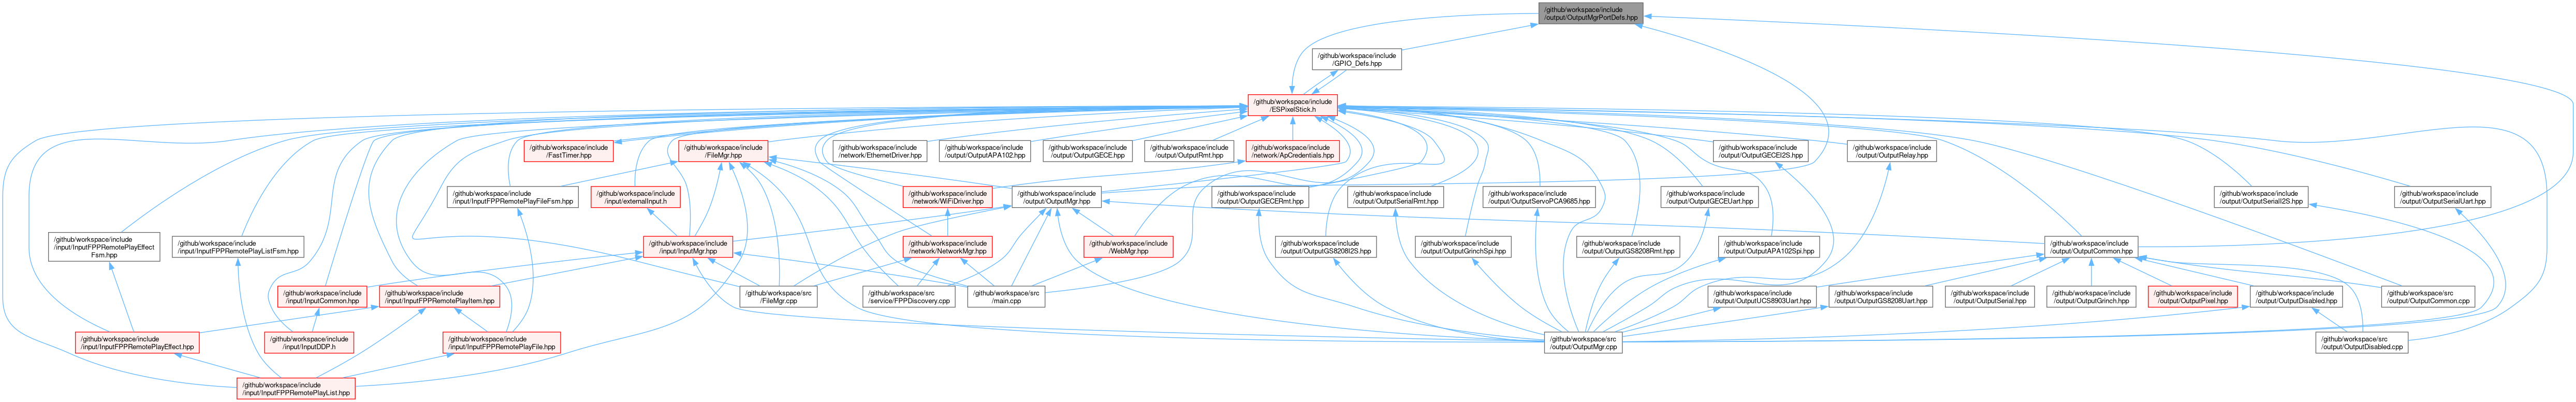 /github/workspace/include
/output/OutputMgrPortDefs.hpp
/github/workspace/include
/GPIO_Defs.hpp
/github/workspace/include
/ESPixelStick.h
/github/workspace/include
/FastTimer.hpp
/github/workspace/include
/FileMgr.hpp
/github/workspace/include
/network/EthernetDriver.hpp
/github/workspace/include
/output/OutputAPA102.hpp
/github/workspace/include
/output/OutputGECE.hpp
/github/workspace/include
/output/OutputRmt.hpp
/github/workspace/include
/network/ApCredentials.hpp
/github/workspace/include
/output/OutputGECEI2S.hpp
/github/workspace/include
/output/OutputRelay.hpp
/github/workspace/include
/input/InputFPPRemotePlayFileFsm.hpp
/github/workspace/include
/input/externalInput.h
/github/workspace/include
/network/WiFiDriver.hpp
/github/workspace/include
/output/OutputMgr.hpp
/github/workspace/include
/output/OutputGECERmt.hpp
/github/workspace/include
/output/OutputSerialRmt.hpp
/github/workspace/include
/output/OutputServoPCA9685.hpp
/github/workspace/include
/output/OutputGECEUart.hpp
/github/workspace/include
/output/OutputSerialI2S.hpp
/github/workspace/include
/output/OutputSerialUart.hpp
/github/workspace/include
/input/InputFPPRemotePlayEffect
Fsm.hpp
/github/workspace/include
/input/InputFPPRemotePlayListFsm.hpp
/github/workspace/include
/input/InputMgr.hpp
/github/workspace/include
/network/NetworkMgr.hpp
/github/workspace/include
/WebMgr.hpp
/github/workspace/include
/output/OutputGS8208I2S.hpp
/github/workspace/include
/output/OutputGrinchSpi.hpp
/github/workspace/include
/output/OutputGS8208Rmt.hpp
/github/workspace/include
/output/OutputAPA102Spi.hpp
/github/workspace/include
/output/OutputCommon.hpp
/github/workspace/include
/input/InputCommon.hpp
/github/workspace/include
/input/InputFPPRemotePlayItem.hpp
/github/workspace/src
/FileMgr.cpp
/github/workspace/src
/service/FPPDiscovery.cpp
/github/workspace/src
/main.cpp
/github/workspace/include
/output/OutputUCS8903Uart.hpp
/github/workspace/include
/output/OutputGS8208Uart.hpp
/github/workspace/include
/output/OutputSerial.hpp
/github/workspace/include
/output/OutputGrinch.hpp
/github/workspace/include
/output/OutputPixel.hpp
/github/workspace/include
/output/OutputDisabled.hpp
/github/workspace/src
/output/OutputCommon.cpp
/github/workspace/include
/input/InputFPPRemotePlayEffect.hpp
/github/workspace/include
/input/InputDDP.h
/github/workspace/include
/input/InputFPPRemotePlayFile.hpp
/github/workspace/src
/output/OutputMgr.cpp
/github/workspace/src
/output/OutputDisabled.cpp
/github/workspace/include
/input/InputFPPRemotePlayList.hpp